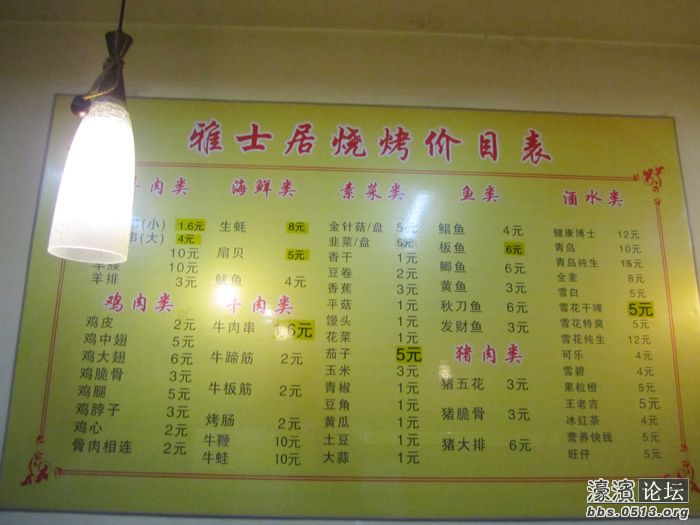 雅士居烧烤价目表
羊肉类
(小) 1.6元
串(大) 4元
10元
羊腰 10元
羊排 3元
鸡肉类
鸡皮 2元
鸡中翅 5元
鸡大翅 6元
鸡脆骨 3元
鸡腿 5元
鸡脖子 3元
鸡心 2元
骨肉相连 2元
海鲜类
生蚝 8元
扇贝 5元
鱿鱼 4元
牛肉类
牛肉串 6元
牛蹄筋 2元
牛板筋 2元
烤肠 2元
牛鞭 10元
牛蛙 10元
素菜类
金针菇/盘 5元
韭菜/盘 5元
香干 1元
豆卷 2元
香蕉 3元
平菇 1元
馒头 1元
花菜 1元
茄子 5元
玉米 3元
青椒 1元
豆角 1元
黄瓜 1元
土豆 1元
大蒜 1元
鱼类
鲳鱼 4元
板鱼 6元
鲫鱼 6元
黄鱼 3元
秋刀鱼 6元
发财鱼 3元
猪肉类
猪五花 3元
猪脆骨 3元
猪大排 6元
酒水类
健康博士 12元
青岛 10元
青岛纯生 15元
全麦 8元
雪白 5元
雪花干啤 5元
雪花特爽 5元
雪花纯生 12元
可乐 4元
雪碧 4元
果粒橙 5元
王老吉 5元
冰红茶 4元
营养快线 5元
旺仔 5元
濠滨论坛
bbs.0513.org